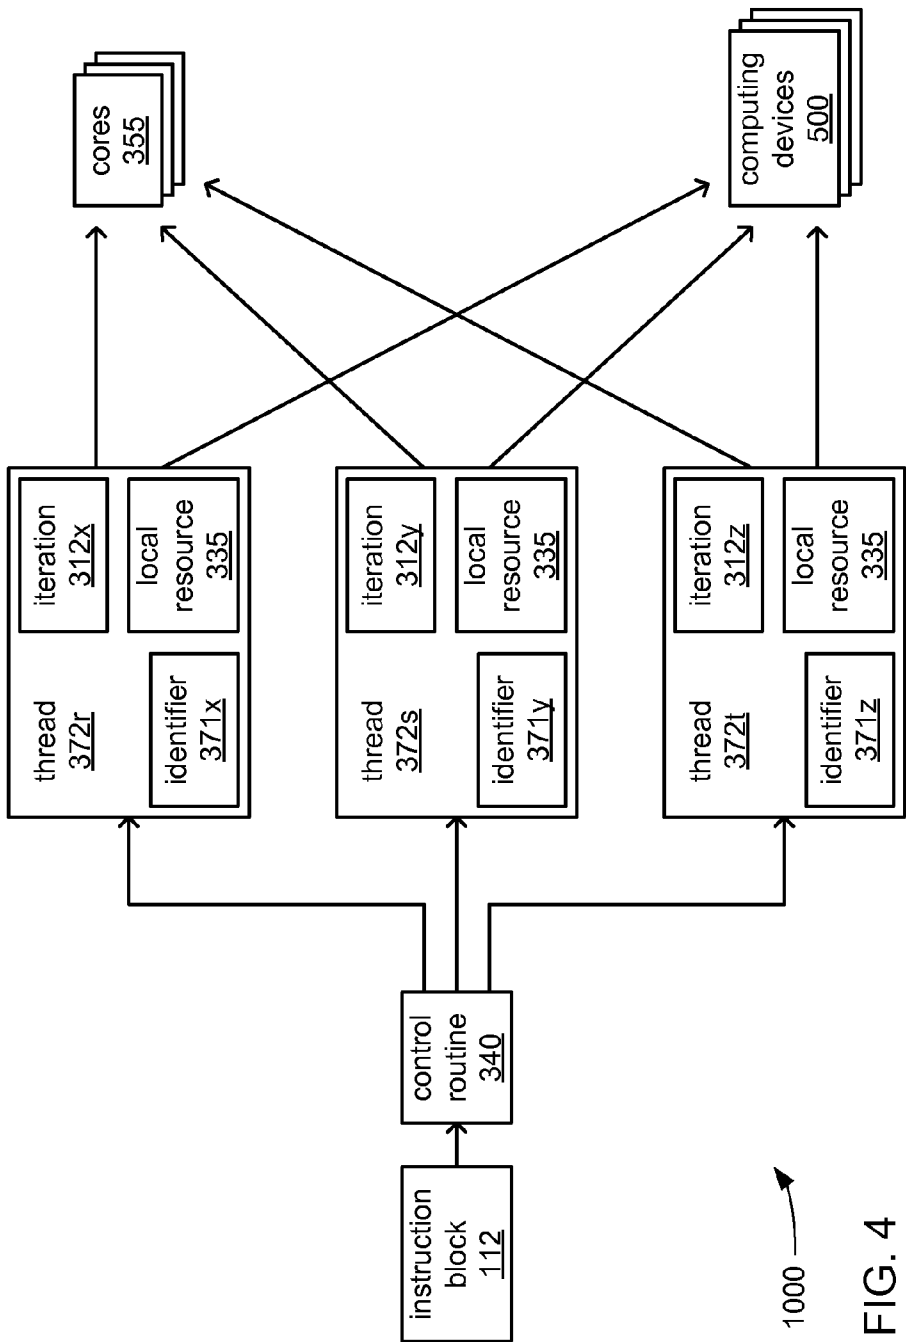 instruction
block
112
control
routine
340
thread
372r
identifier
371x
iteration
312x
local
resource
335
thread
372s
identifier
371y
iteration
312y
local
resource
335
thread
372t
identifier
371z
iteration
312z
local
resource
335
cores
355
computing
devices
500
1000
FIG. 4